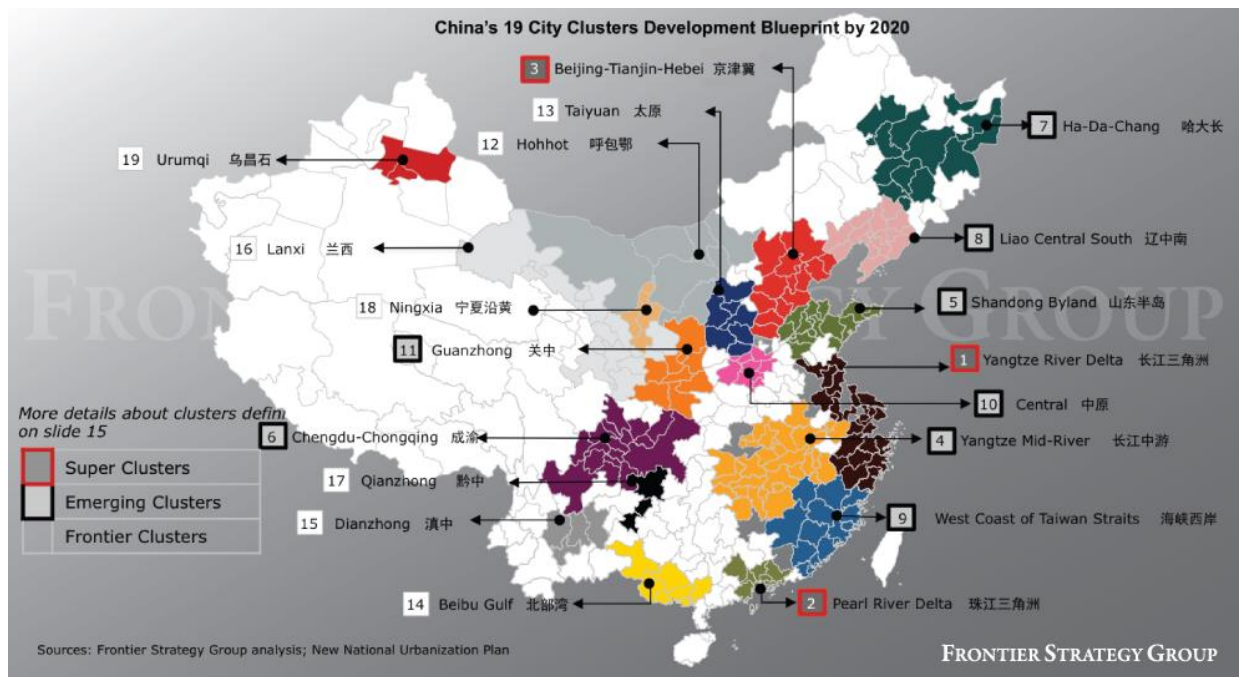 China's 19 City Clusters Development Blueprint by 2020
3 Beijing-Tianjin-Hebei 京津冀
13 Taiyuan 太原
12 Hohhot 呼包鄂
7 Ha-Da-Chang 哈大长
19 Urumqi 乌昌石
16 Lanxi 兰西
8 Liao Central South 辽中南
18 Ningxia 宁夏沿黄
5 Shandong Byland 山东半岛
11 Guanzhong 关中
1 Yangtze River Delta 长江三角洲
10 Central 中原
More details about clusters defini
on slide 15
6 Chengdu-Chongqing 成渝
4 Yangtze Mid-River 长江中游
Super Clusters
Emerging Clusters
Frontier Clusters
17 Qianzhong 黔中
15 Dianzhong 滇中
9 West Coast of Taiwan Straits 海峡西岸
14 Beibu Gulf 北部湾
2 Pearl River Delta 珠江三角洲
Sources: Frontier Strategy Group analysis; New National Urbanization Plan
FRONTIER STRATEGY GROUP